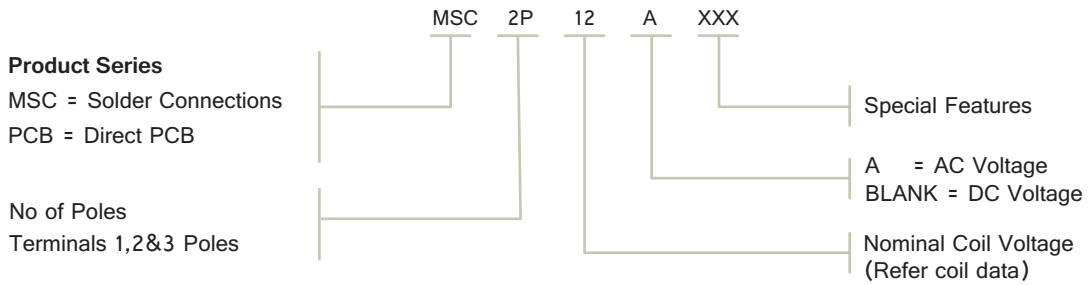 MSC 2P 12 A XXX
Product Series
MSC = Solder Connections
PCB = Direct PCB
No of Poles
Terminals 1,2&3 Poles
Special Features
A = AC Voltage
BLANK = DC Voltage
Nominal Coil Voltage
(Refer coil data)